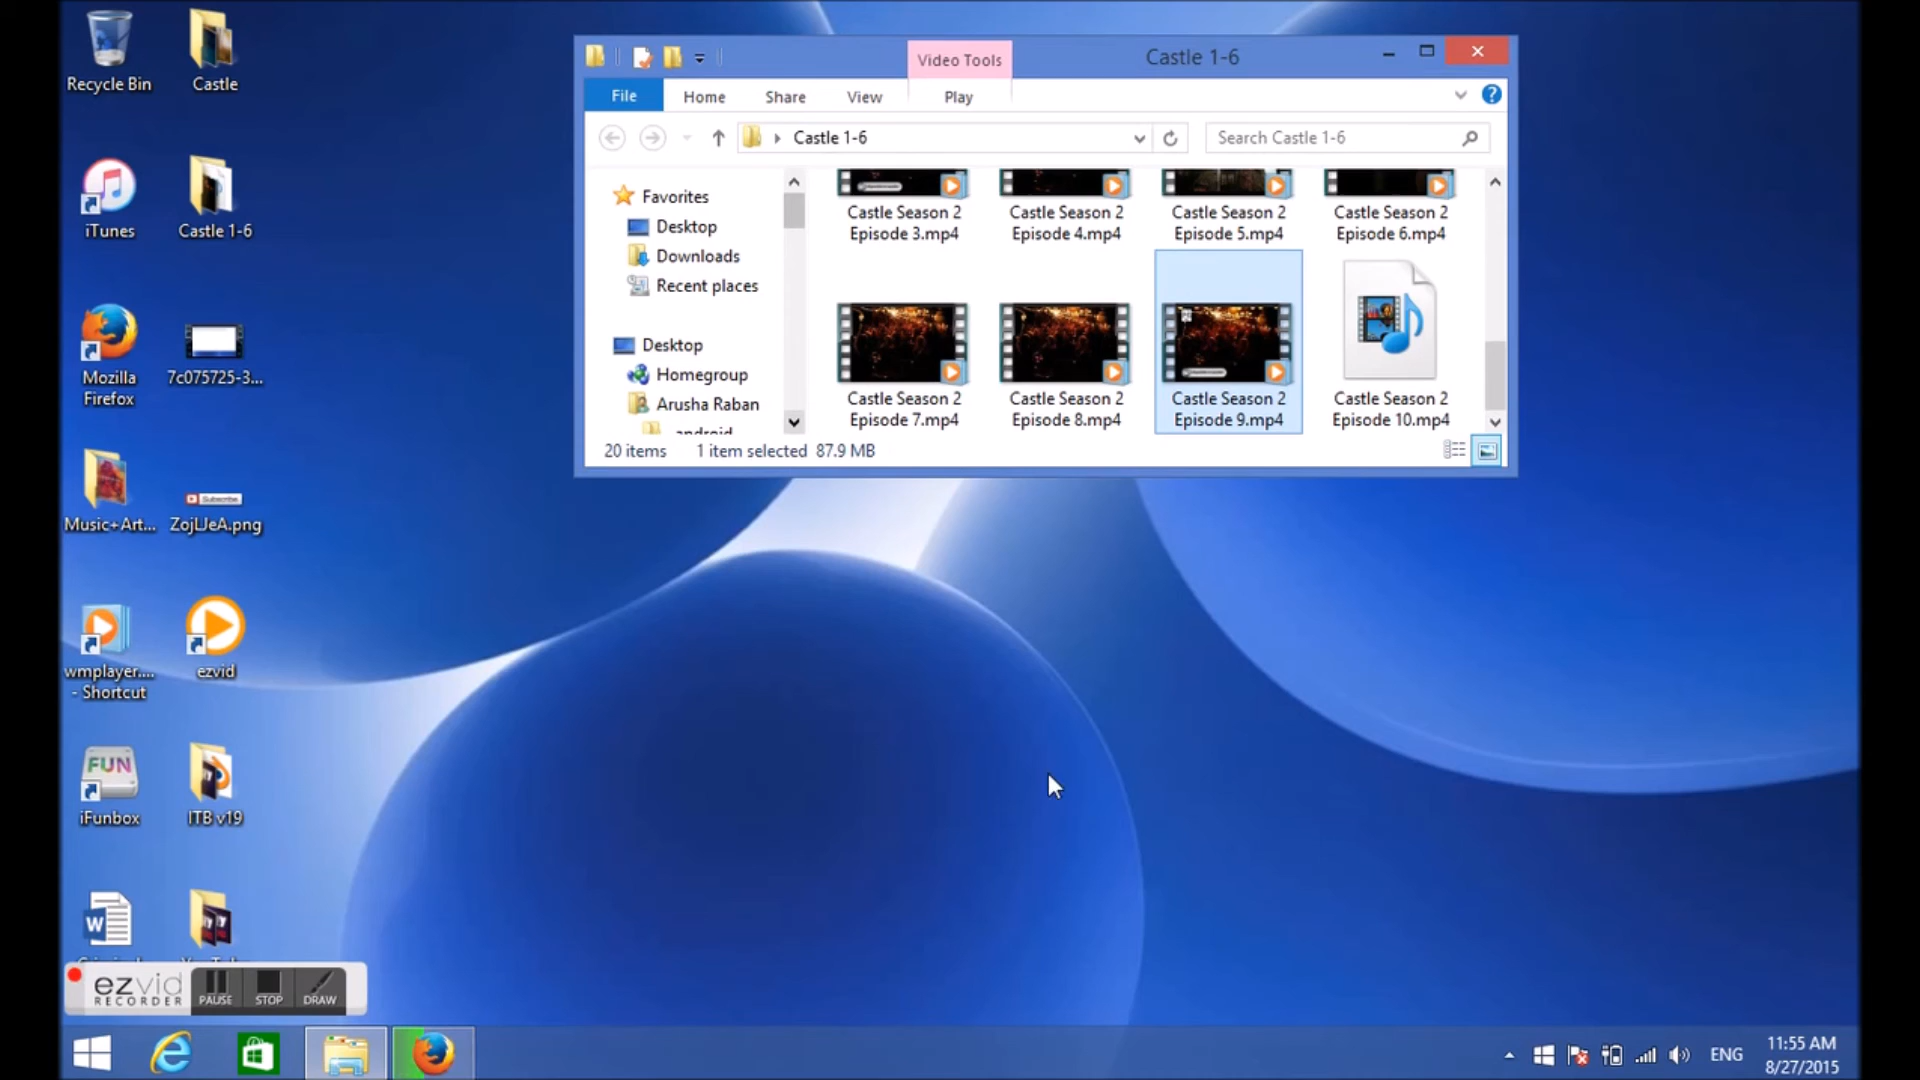 Recycle Bin
Castle
iTunes
Castle 1-6
Mozilla
Firefox
7c075725-3...
Music+Art...
ZojLJeA.png
Subscribe
wmplayer....
- Shortcut
ezvid
FUN
iFunbox
ITB v19
ezvid
RECORDER
PAUSE
STOP
DRAW
Video Tools
Castle 1-6
File
Home
Share
View
Play
Castle 1-6
Search Castle 1-6
Favorites
Desktop
Downloads
Recent places
Desktop
Homegroup
Arusha Raban
android
Castle Season 2
Episode 3.mp4
Castle Season 2
Episode 4.mp4
Castle Season 2
Episode 5.mp4
Castle Season 2
Episode 6.mp4
Castle Season 2
Episode 7.mp4
Castle Season 2
Episode 8.mp4
Castle Season 2
Episode 9.mp4
Castle Season 2
Episode 10.mp4
20 items
1 item selected 87.9 MB
ENG
11:55 AM
8/27/2015